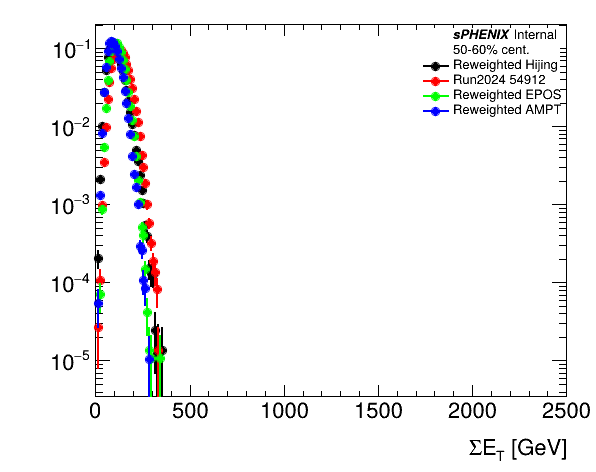 sPHENIX Internal
50-60% cent.
Reweighted Hijing
Run2024 54912
Reweighted EPOS
Reweighted AMPT
10⁻¹
10⁻²
10⁻³
10⁻⁴
10⁻⁵
0 500 1000 1500 2000 2500
ΣE_T [GeV]